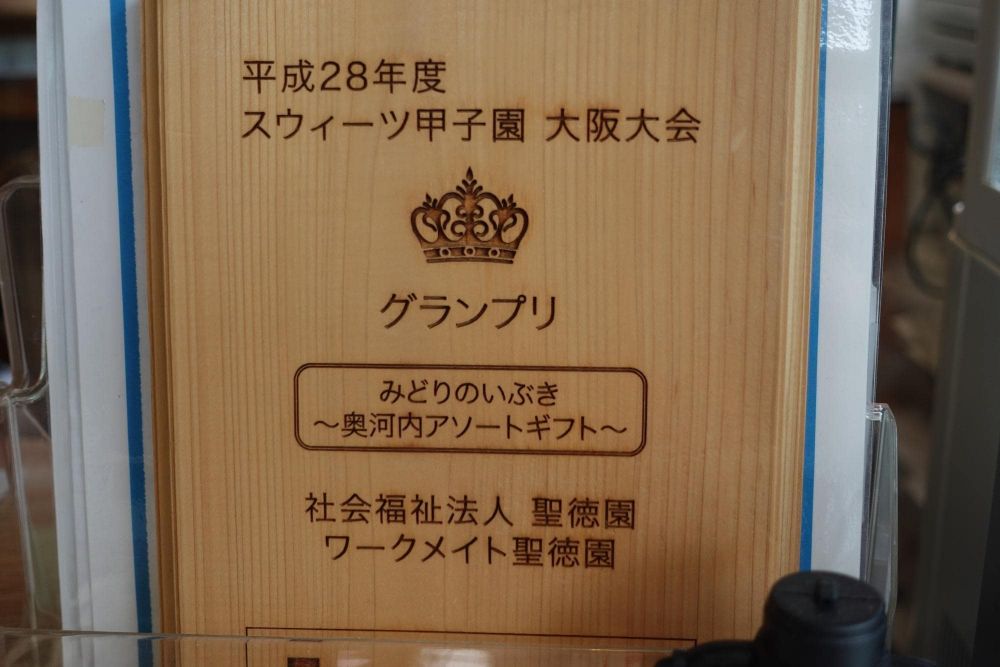 平成28年度
スウィーツ甲子園 大阪大会
グランプリ
みどりのいぶき
～奥河内アソートギフト～
社会福祉法人 聖徳園
ワークメイト聖徳園